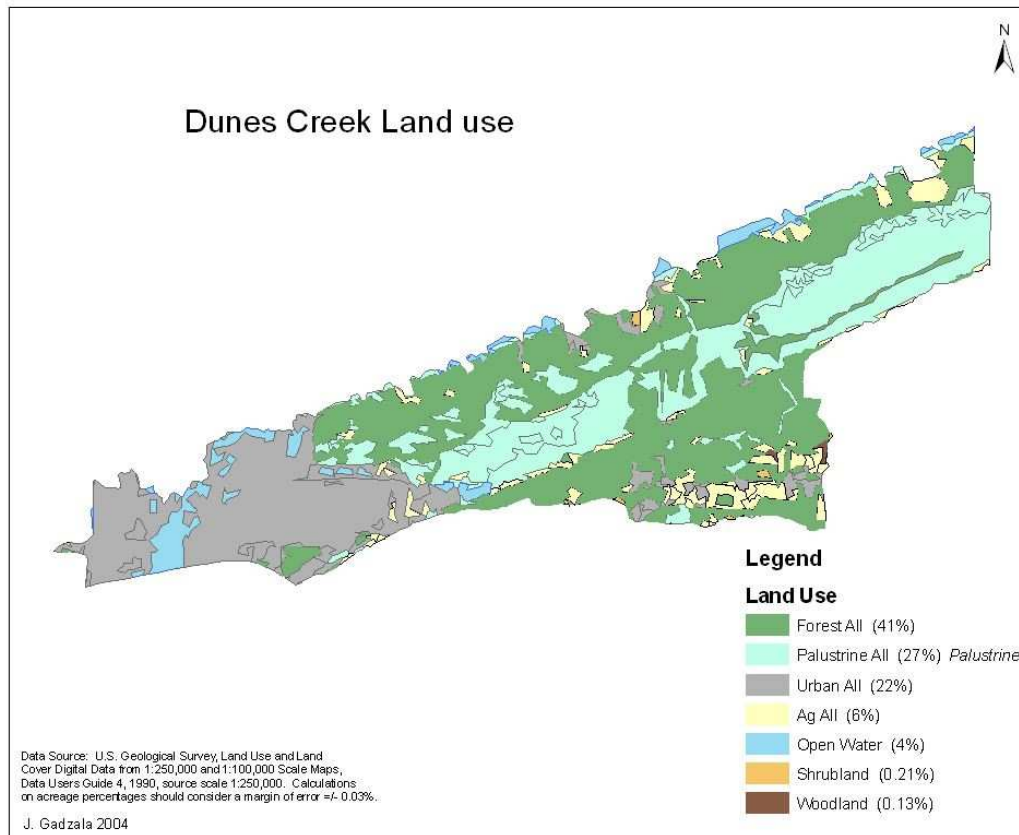 N
Dunes Creek Land use
Legend
Land Use
Forest All (41%)
Palustrine All (27%) Palustrine
Urban All (22%)
Ag All (6%)
Open Water (4%)
Shrubland (0.21%)
Woodland (0.13%)
Data Source: U.S. Geological Survey, Land Use and Land
Cover Digital Data from 1:250,000 and 1:100,000 Scale Maps,
Data Users Guide 4, 1990, source scale 1:250,000. Calculations
on acreage percentages should consider a margin of error =/- 0.03%.
J. Gadzala 2004